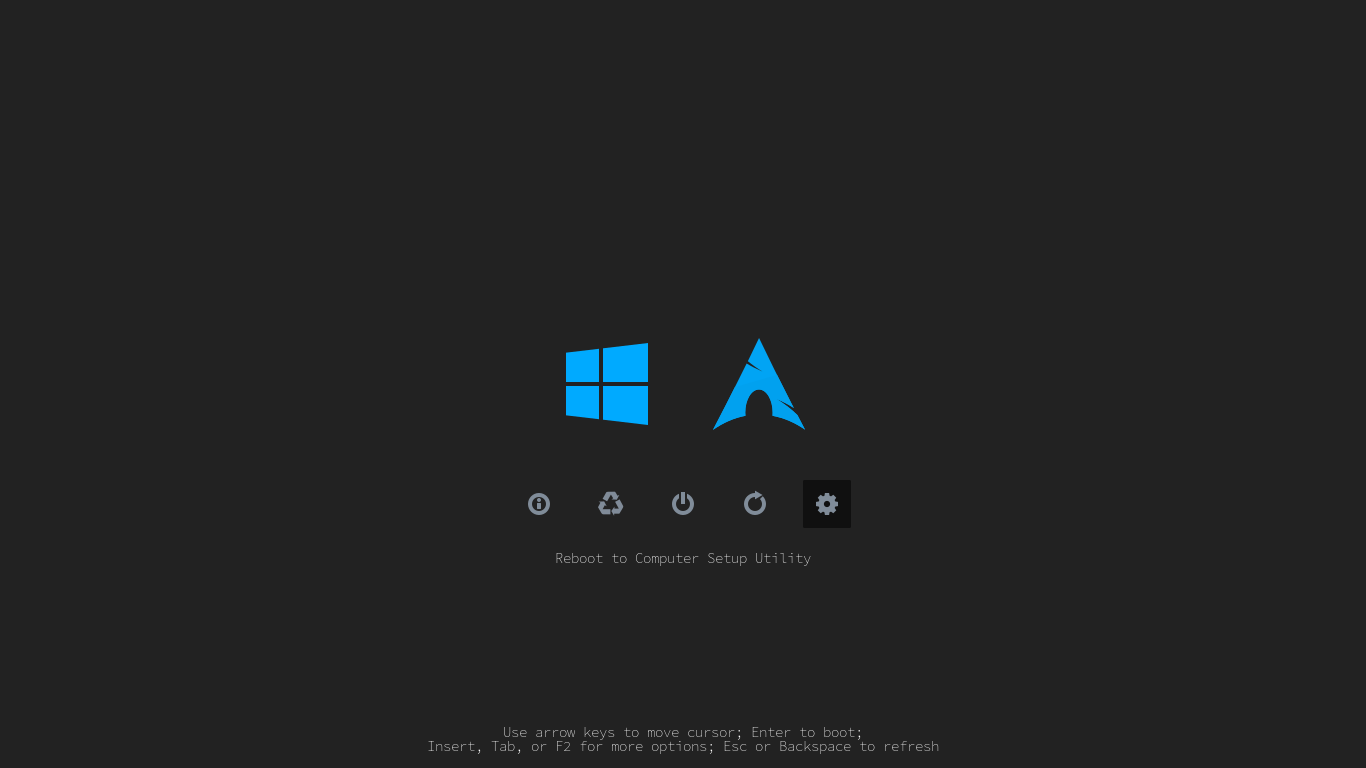 Reboot to Computer Setup Utility
Use arrow keys to move cursor; Enter to boot;
Insert, Tab, or F2 for more options; Esc or Backspace to refresh